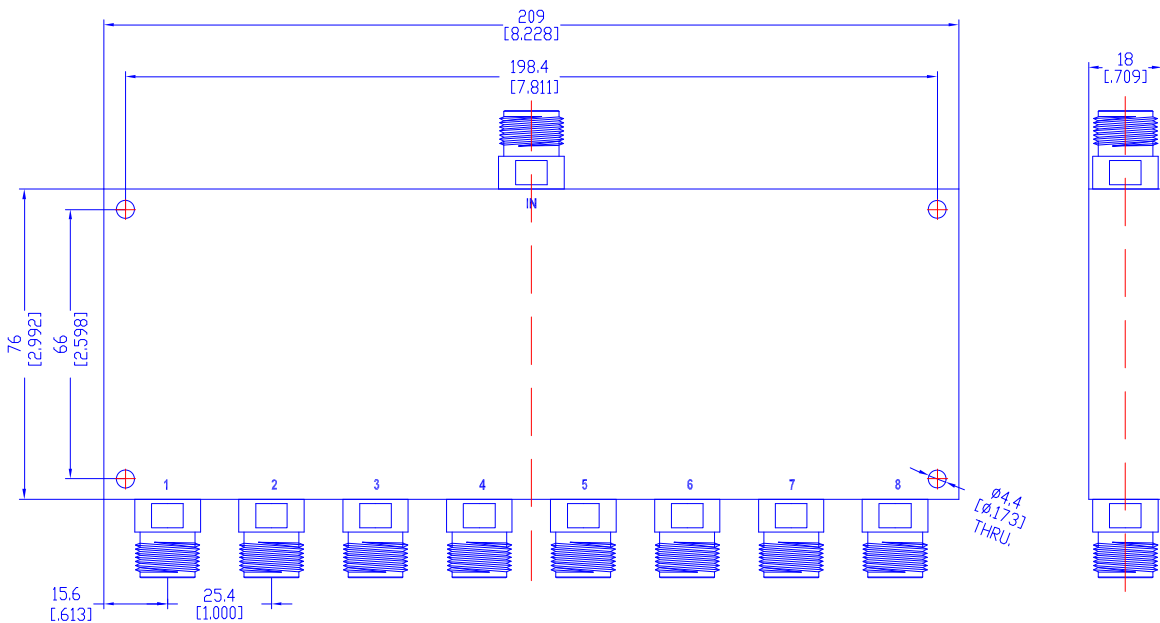 209
[8.228]
198.4
[7.811]
18
[.709]
IN
76
[2.992]
66
[2.598]
1 2 3 4 5 6 7 8
ø4.4
[ø.173]
THRU.
15.6
[.613]
25.4
[1.000]